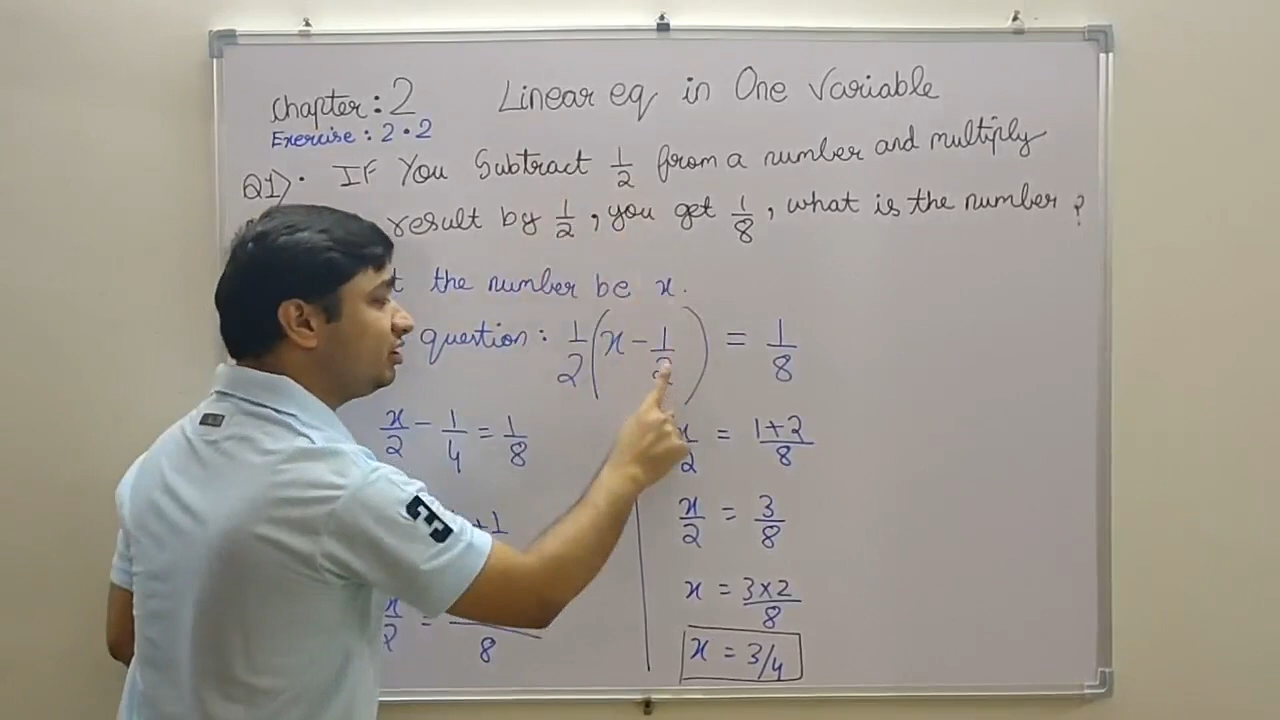 Chapter : 2 Linear eq in One Variable
Exercise : 2.2
Q1). IF You Subtract 1/2 from a number and multiply
result by 1/2, you get 1/8, what is the number ?
the number be x.
question : 1/2 (x - 1/2) = 1/8
x/2 - 1/4 = 1/8
+1
x/2 =
8
x/2 = 1+2/8
x/2 = 3/8
x = 3x2/8
x = 3/4
3